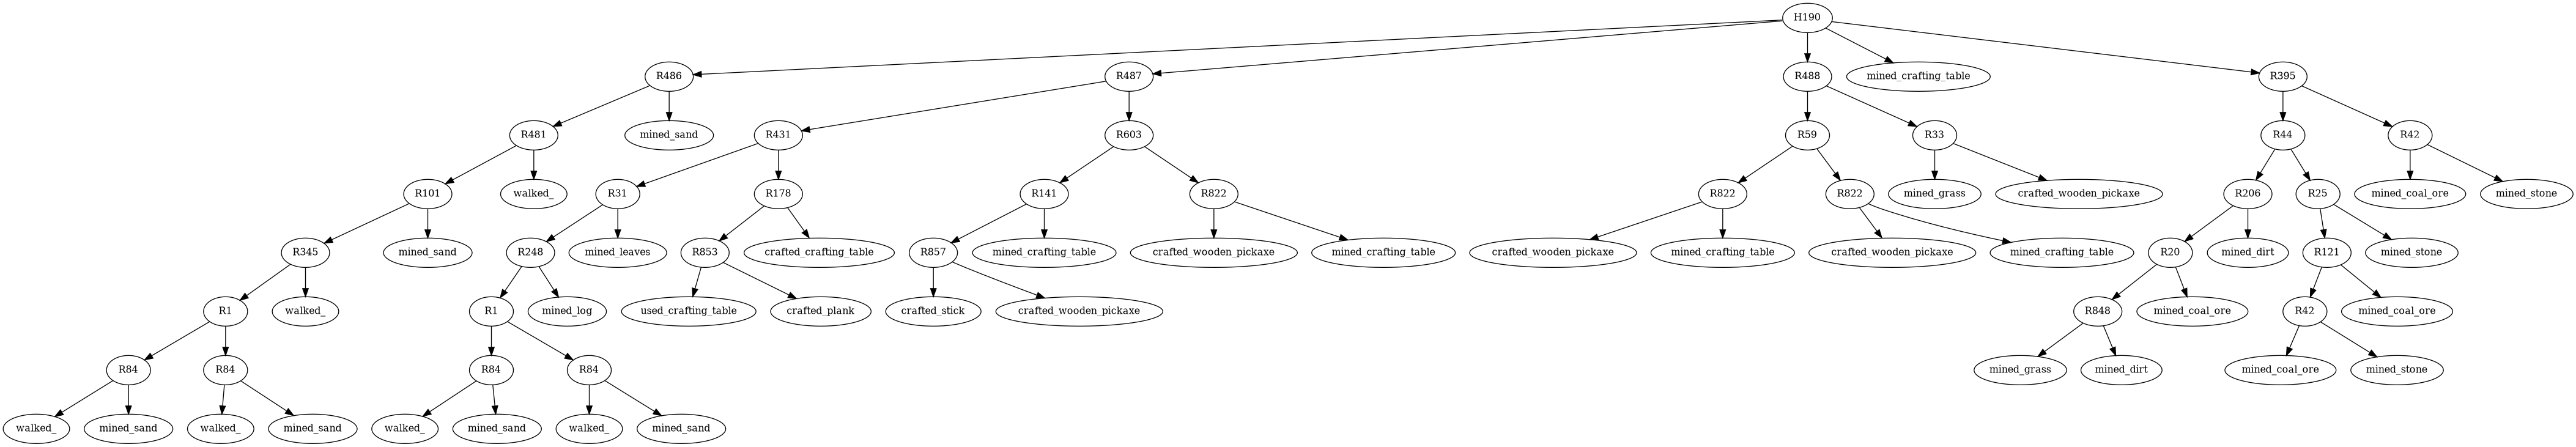 H190
R486
R487
R488
mined_crafting_table
R395
R481
mined_sand
R431
R603
R59
R33
R44
R42
R101
walked_
R31
R178
R141
R822
R822
R822
mined_grass
crafted_wooden_pickaxe
R206
R25
mined_coal_ore
mined_stone
R345
mined_sand
R248
mined_leaves
R853
crafted_crafting_table
R857
mined_crafting_table
crafted_wooden_pickaxe
mined_crafting_table
crafted_wooden_pickaxe
mined_crafting_table
crafted_wooden_pickaxe
mined_crafting_table
R20
mined_dirt
R121
mined_stone
R1
walked_
R1
mined_log
used_crafting_table
crafted_plank
crafted_stick
crafted_wooden_pickaxe
R848
mined_coal_ore
R42
mined_coal_ore
R84
R84
R84
R84
mined_grass
mined_dirt
mined_coal_ore
mined_stone
walked_
mined_sand
walked_
mined_sand
walked_
mined_sand
walked_
mined_sand